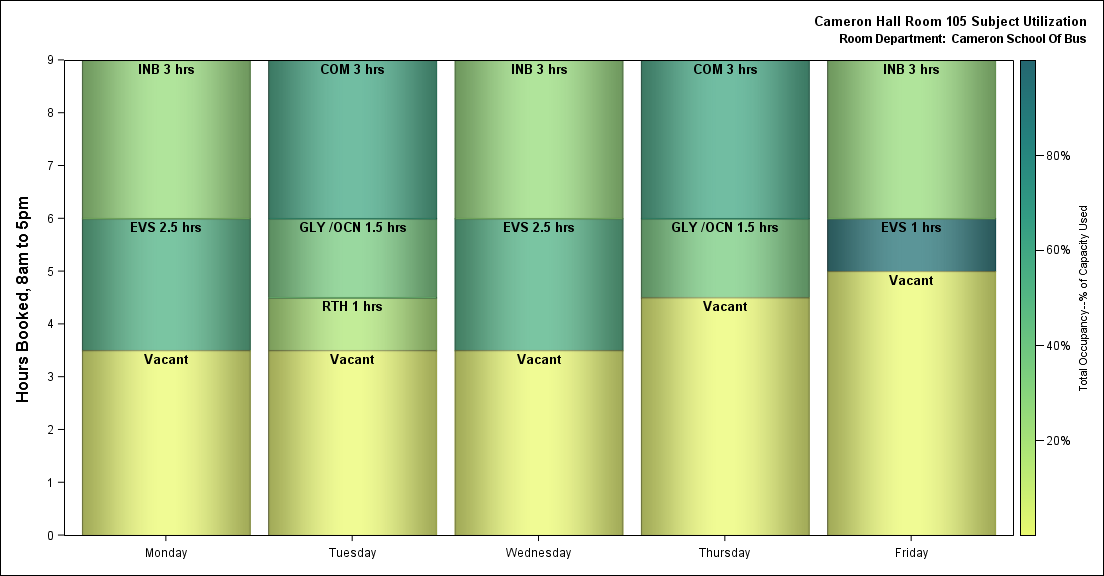 Cameron Hall Room 105 Subject Utilization
Room Department: Cameron School Of Bus
Hours Booked, 8am to 5pm
9
8
7
6
5
4
3
2
1
0
INB 3 hrs
EVS 2.5 hrs
Vacant
COM 3 hrs
GLY /OCN 1.5 hrs
RTH 1 hrs
Vacant
INB 3 hrs
EVS 2.5 hrs
Vacant
COM 3 hrs
GLY /OCN 1.5 hrs
Vacant
INB 3 hrs
EVS 1 hrs
Vacant
Monday
Tuesday
Wednesday
Thursday
Friday
80%
60%
40%
20%
Total Occupancy--% of Capacity Used